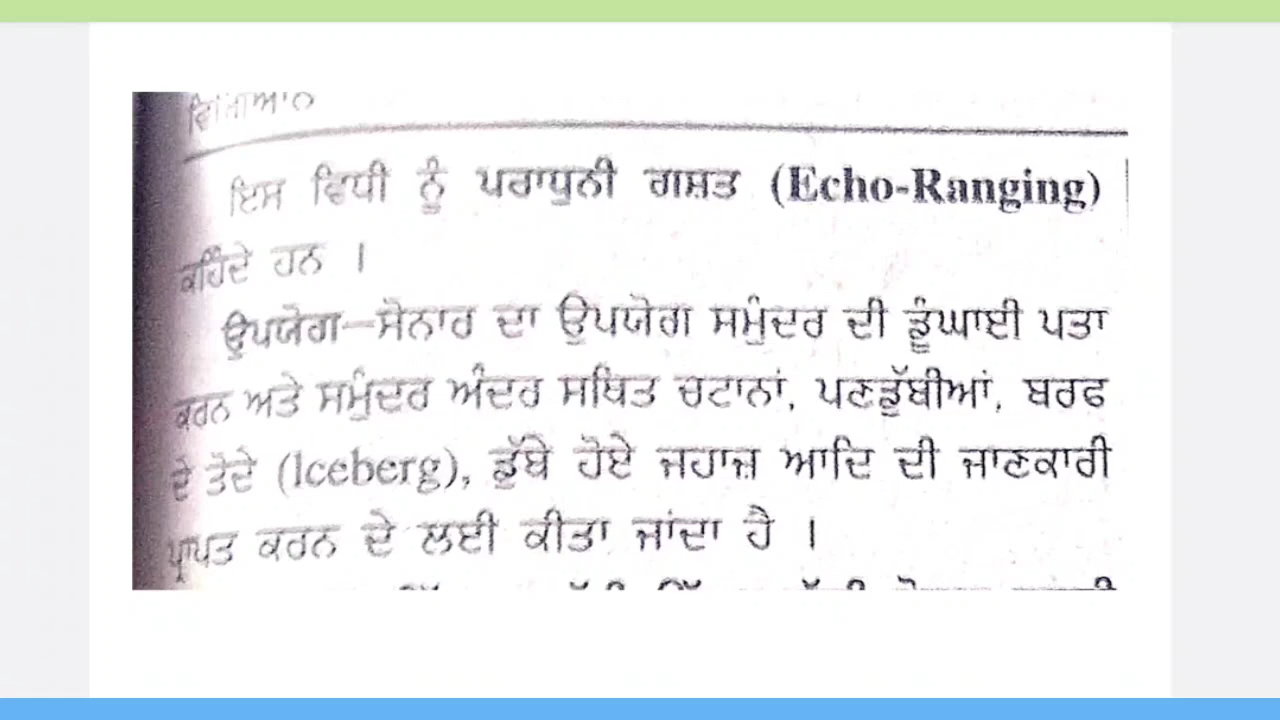 ਇਸ ਵਿਧੀ ਨੂੰ ਪਰਾਧੁਨੀ ਗਸ਼ਤ (Echo-Ranging)
ਕਹਿੰਦੇ ਹਨ ।
ਉਪਯੋਗ—ਸੋਨਾਰ ਦਾ ਉਪਯੋਗ ਸਮੁੰਦਰ ਦੀ ਡੂੰਘਾਈ ਪਤਾ
ਕਰਨ ਅਤੇ ਸਮੁੰਦਰ ਅੰਦਰ ਸਥਿਤ ਚਟਾਨਾਂ, ਪਣਡੁੱਬੀਆਂ, ਬਰਫ
ਦੇ ਤੋਦੇ (Iceberg), ਡੁੱਬੇ ਹੋਏ ਜਹਾਜ਼ ਆਦਿ ਦੀ ਜਾਣਕਾਰੀ
ਪ੍ਰਾਪਤ ਕਰਨ ਦੇ ਲਈ ਕੀਤਾ ਜਾਂਦਾ ਹੈ ।